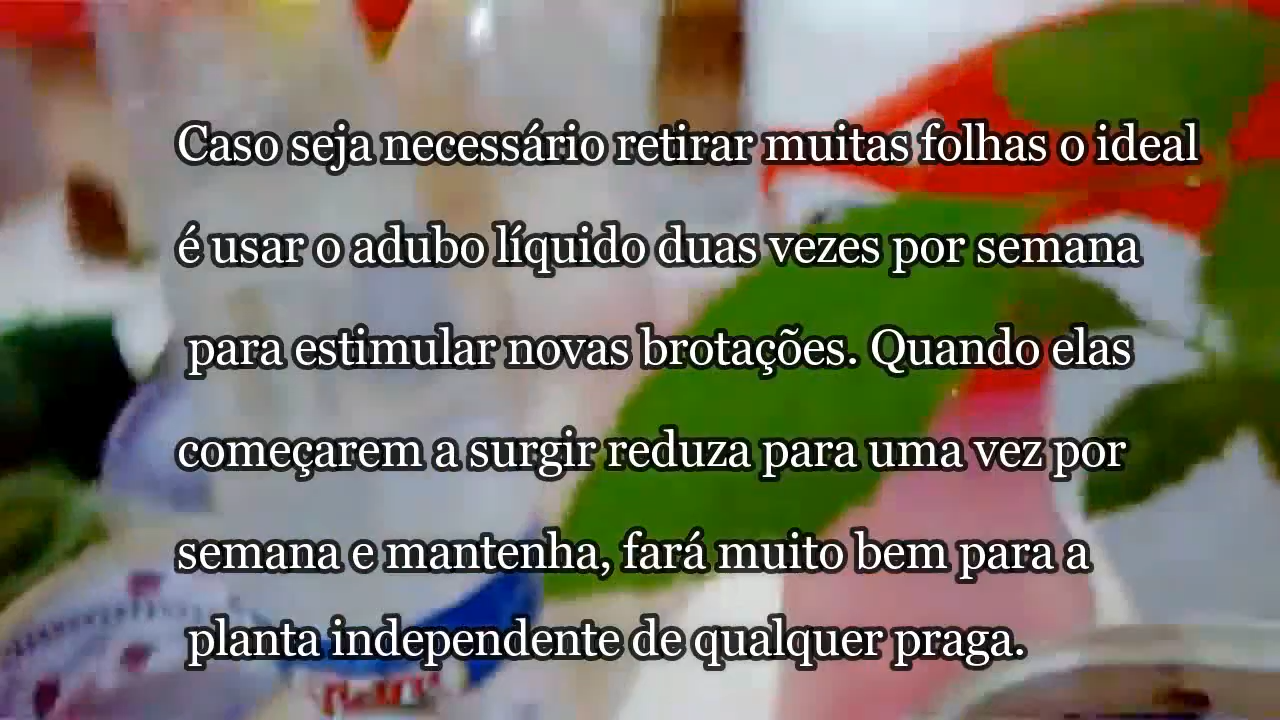 Caso seja necessário retirar muitas folhas o ideal
é usar o adubo líquido duas vezes por semana
para estimular novas brotações. Quando elas
começarem a surgir reduza para uma vez por
semana e mantenha, fará muito bem para a
planta independente de qualquer praga.